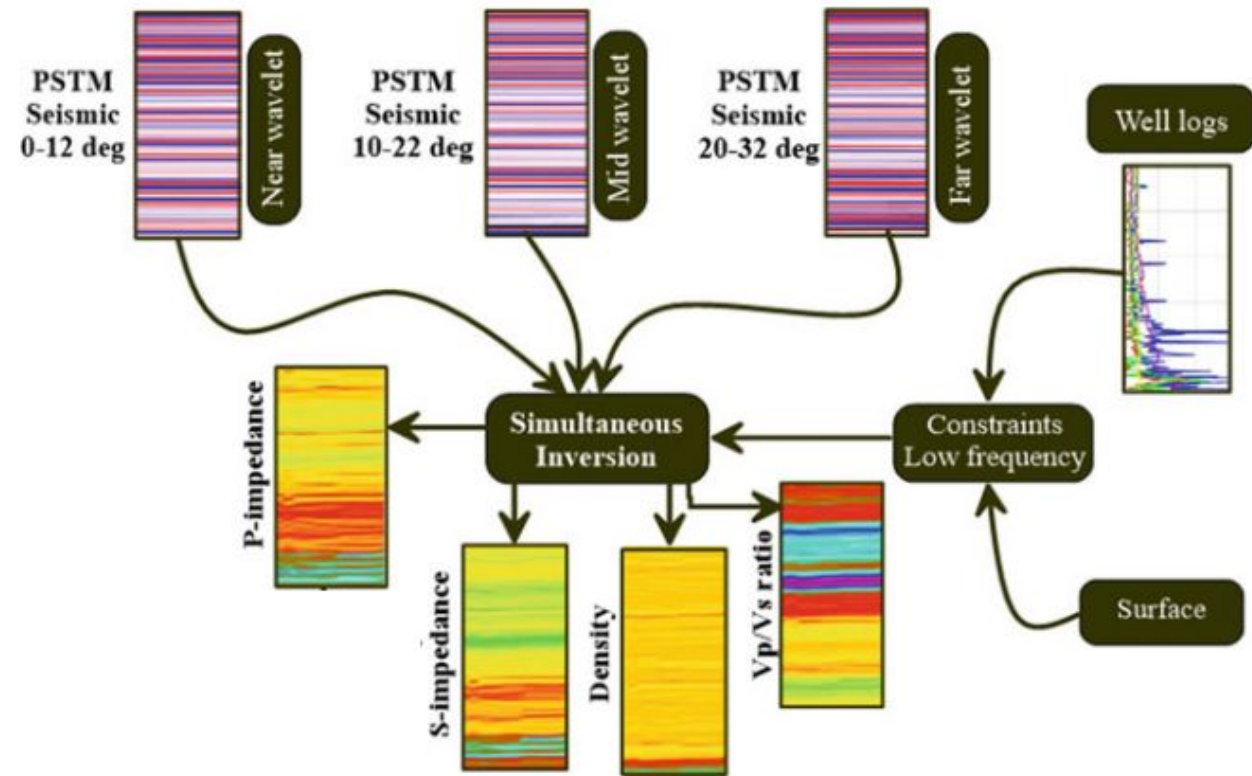 PSTM
Seismic
0-12 deg
Near wavelet
PSTM
Seismic
10-22 deg
Mid wavelet
PSTM
Seismic
20-32 deg
Far wavelet
Well logs
Simultaneous
Inversion
Constraints
Low frequency
P-impedance
S-impedance
Density
Vp/Vs ratio
Surface